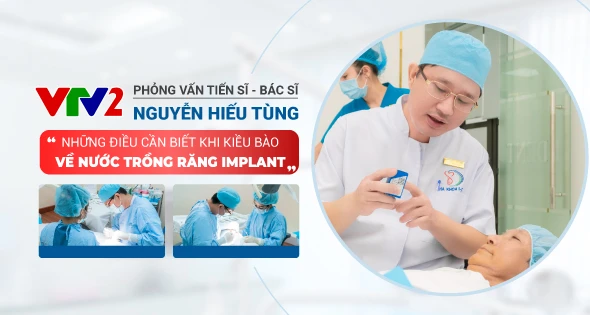 VTV2
PHỎNG VẤN TIẾN SĨ - BÁC SĨ
NGUYỄN HIẾU TÙNG
“ NHỮNG ĐIỀU CẦN BIẾT KHI KIỀU BÀO
VỀ NƯỚC TRỒNG RĂNG IMPLANT „